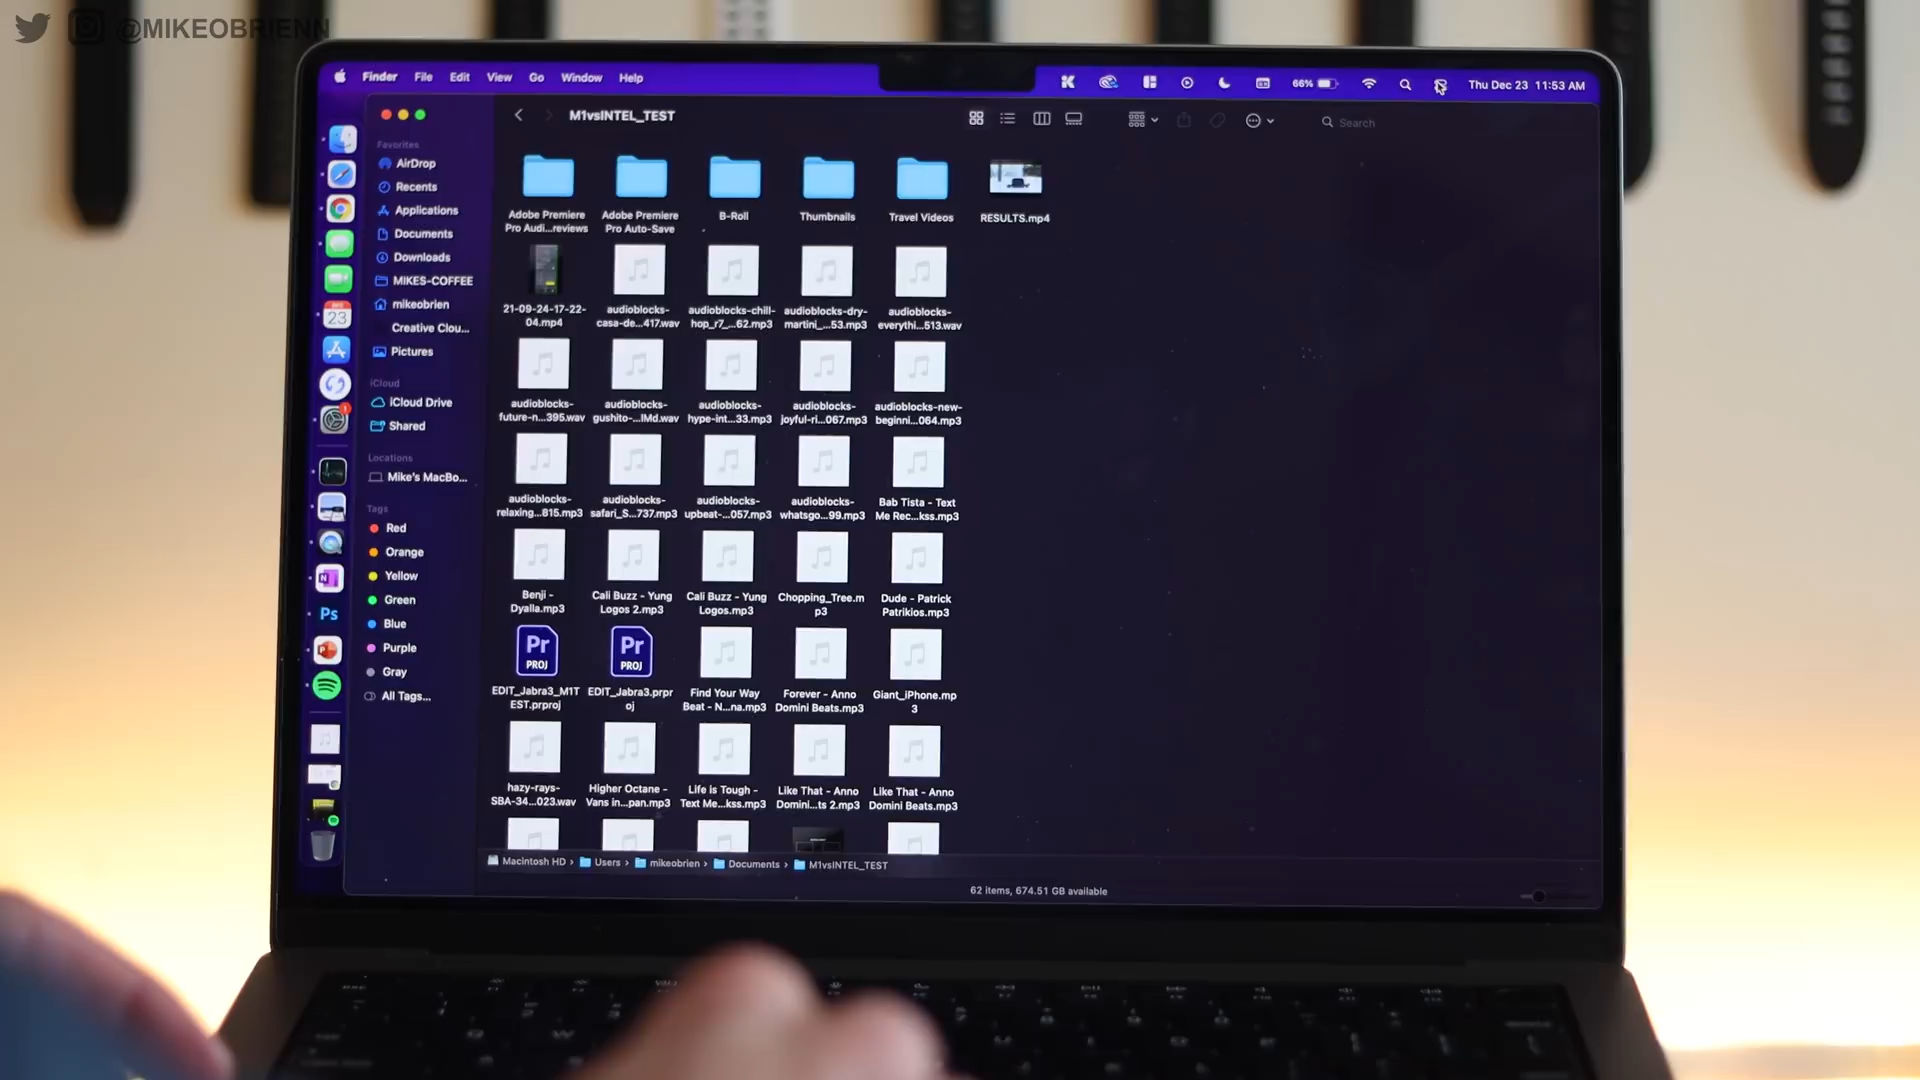 @MIKEOBRIENN
Finder File Edit View Go Window Help
66%
Thu Dec 23 11:53 AM
M1vsINTEL_TEST
Search
Favorites
AirDrop
Recents
Applications
Documents
Downloads
MIKES-COFFEE
mikeobrien
Creative Clou...
Pictures
iCloud
iCloud Drive
Shared
Locations
Mike's MacBo...
Tags
Red
Orange
Yellow
Green
Blue
Purple
Gray
All Tags...
DEC
23
1
Ps
Adobe Premiere
Pro Audi...reviews
Adobe Premiere
Pro Auto-Save
B-Roll
Thumbnails
Travel Videos
RESULTS.mp4
21-09-24-17-22-
04.mp4
audioblocks-
casa-de...417.wav
audioblocks-chill-
hop_r7_...62.mp3
audioblocks-dry-
martini_...53.mp3
audioblocks-
everythi...513.wav
audioblocks-
future-n...395.wav
audioblocks-
gushito-...IMd.wav
audioblocks-
hype-int...33.mp3
audioblocks-
joyful-ri...067.mp3
audioblocks-new-
beginni...064.mp3
audioblocks-
relaxing...815.mp3
audioblocks-
safari_S...737.mp3
audioblocks-
upbeat-...057.mp3
audioblocks-
whatsgo...99.mp3
Bab Tista - Text
Me Rec...kss.mp3
Benji -
Dyalla.mp3
Cali Buzz - Yung
Logos 2.mp3
Cali Buzz - Yung
Logos.mp3
Chopping_Tree.m
p3
Dude - Patrick
Patrikios.mp3
Pr
PROJ
EDIT_Jabra3_M1T
EST.prproj
Pr
PROJ
EDIT_Jabra3.prpr
oj
Find Your Way
Beat - N...na.mp3
Forever - Anno
Domini Beats.mp3
Giant_iPhone.mp
3
hazy-rays-
SBA-34...023.wav
Higher Octane -
Vans in...pan.mp3
Life is Tough -
Text Me...kss.mp3
Like That - Anno
Domini...ts 2.mp3
Like That - Anno
Domini Beats.mp3
Macintosh HD › Users › mikeobrien › Documents › M1vsINTEL_TEST
62 items, 674.51 GB available